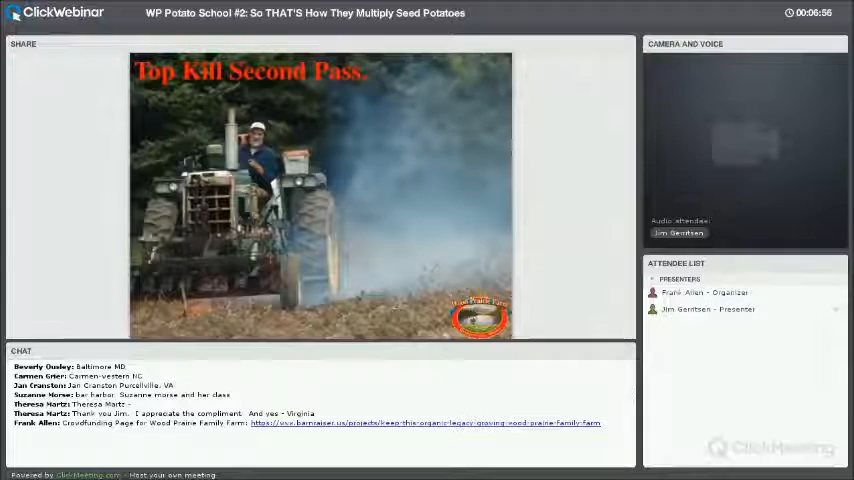 ClickWebinar
WP Potato School #2: So THAT'S How They Multiply Seed Potatoes
00:06:56
SHARE
Top Kill Second Pass.
Wood Prairie Farm
CAMERA AND VOICE
Audio attendee:
Jim Gerritsen
ATTENDEE LIST
PRESENTERS
Frank Allen - Organizer
Jim Gerritsen - Presenter
CHAT
Beverly Ousley: Baltimore MD
Carmen Grier: Carmen-western NC
Jan Cranston: Jan Cranston Purcellville, VA
Suzanne Morse: bar harbor. Suzanne morse and her class
Theresa Martz: Theresa Martz -
Theresa Martz: Thank you Jim. I appreciate the compliment. And yes - Virginia
Frank Allen: Crowdfunding Page for Wood Prairie Family Farm: https://www.barnraiser.us/projects/keep-this-organic-legacy-growing-wood-prairie-family-farm
ClickMeeting
Powered by ClickMeeting.com - Host your own meeting